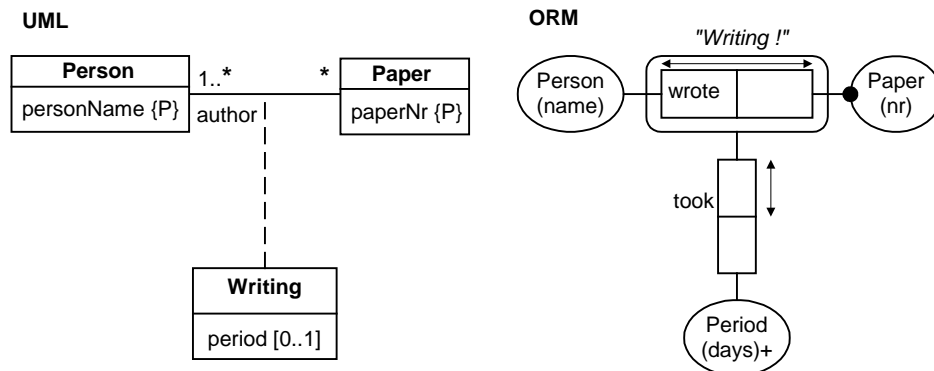 UML
Person
personName {P}
1..*
*
author
Paper
paperNr {P}
Writing
period [0..1]
ORM
"Writing !"
Person
(name)
wrote
Paper
(nr)
took
Period
(days)+